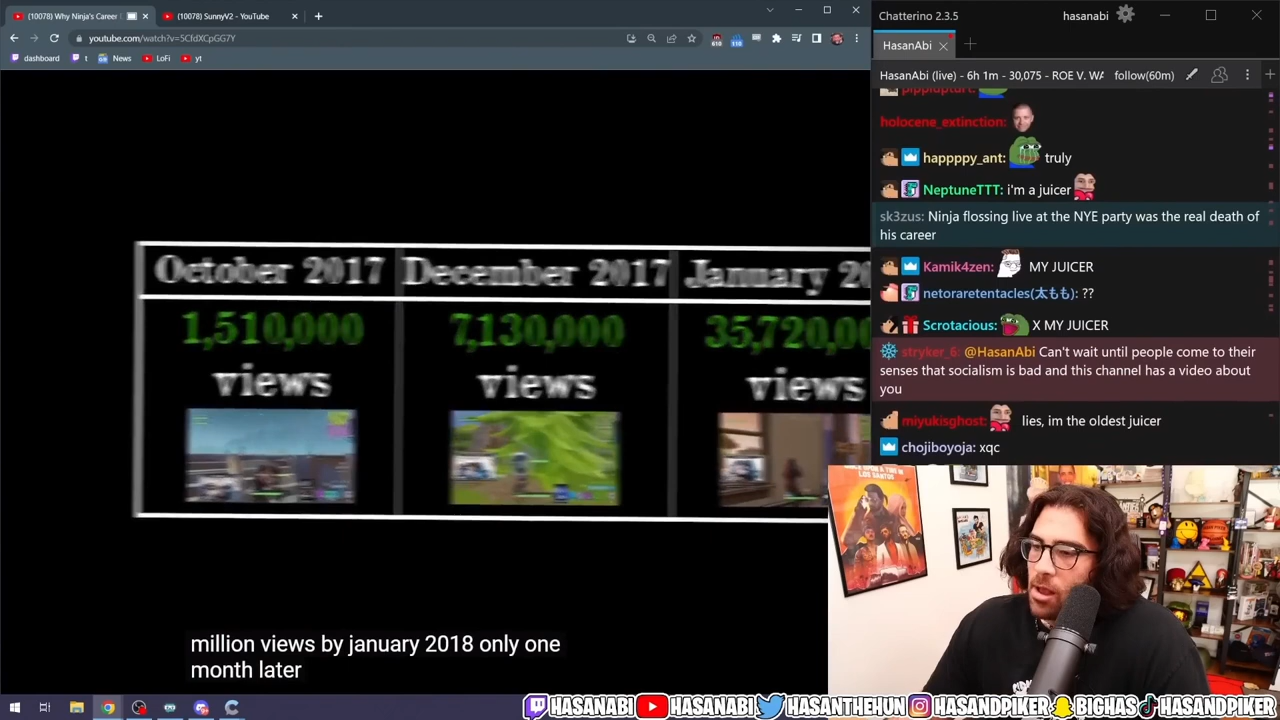 (10078) Why Ninja's Career
(10078) SunnyV2 - YouTube
youtube.com/watch?v=5CfdXCpGG7Y
dashboard
t
News
LoFi
yt
October 2017
December 2017
January
1,510,000
views
7,130,000
views
35,720,00
views
million views by january 2018 only one
month later
Chatterino 2.3.5
hasanabi
HasanAbi
HasanAbi (live) - 6h 1m - 30,075 - ROE V. WA
follow(60m)
holocene_extinction:
happppy_ant: truly
NeptuneTTT: i'm a juicer
sk3zus: Ninja flossing live at the NYE party was the real death of
his career
Kamik4zen: MY JUICER
netoraretentacles(太もも): ??
Scrotacious: X MY JUICER
stryker_6: @HasanAbi Can't wait until people come to their
senses that socialism is bad and this channel has a video about
you
miyukisghost: lies, im the oldest juicer
chojiboyoja: xqc
LOS SANTOS
HASANABI
HASANABI
HASANTHEHUN
HASANDPIKER
BIGHAS
HASANDPIKER